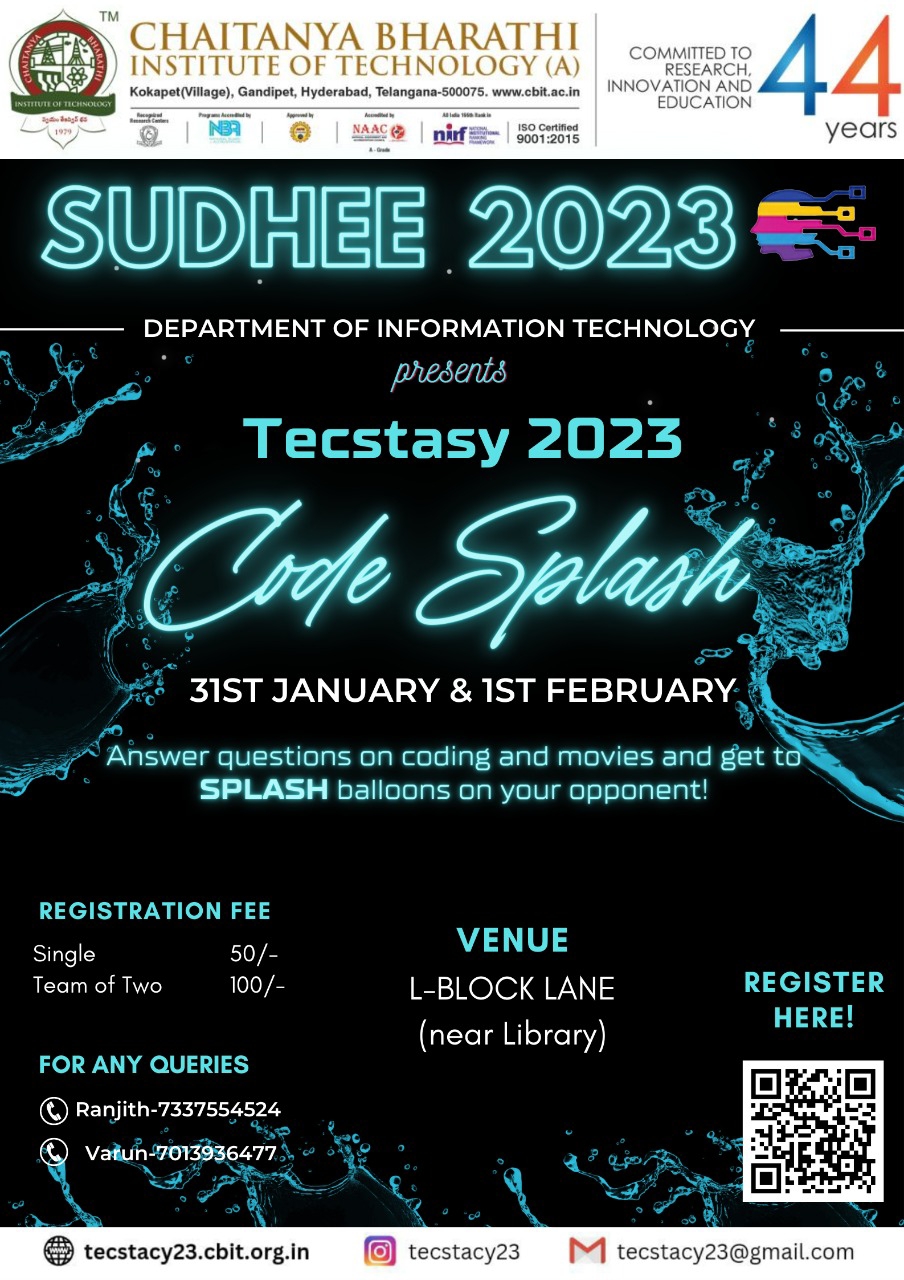 TM
CHAITANYA BHARATHI
INSTITUTE OF TECHNOLOGY
1979
CHAITANYA BHARATHI
INSTITUTE OF TECHNOLOGY (A)
Kokapet(Village), Gandipet, Hyderabad, Telangana-500075. www.cbit.ac.in
Recognized
Research Centers
Programs Accredited by
NBA
Approved by
Accredited by
NAAC
A - Grade
All India 166th Rank in
nirf NATIONAL
INSTITUTIONAL
RANKING
FRAMEWORK
ISO Certified
9001:2015
COMMITTED TO
RESEARCH,
INNOVATION AND
EDUCATION
44
years
SUDHEE 2023
DEPARTMENT OF INFORMATION TECHNOLOGY
presents
Tecstasy 2023
Code Splash
31ST JANUARY & 1ST FEBRUARY
Answer questions on coding and movies and get to
SPLASH balloons on your opponent!
REGISTRATION FEE
Single 50/-
Team of Two 100/-
FOR ANY QUERIES
Ranjith-7337554524
Varun-7013936477
VENUE
L-BLOCK LANE
(near Library)
REGISTER
HERE!
tecstacy23.cbit.org.in
tecstacy23
tecstacy23@gmail.com